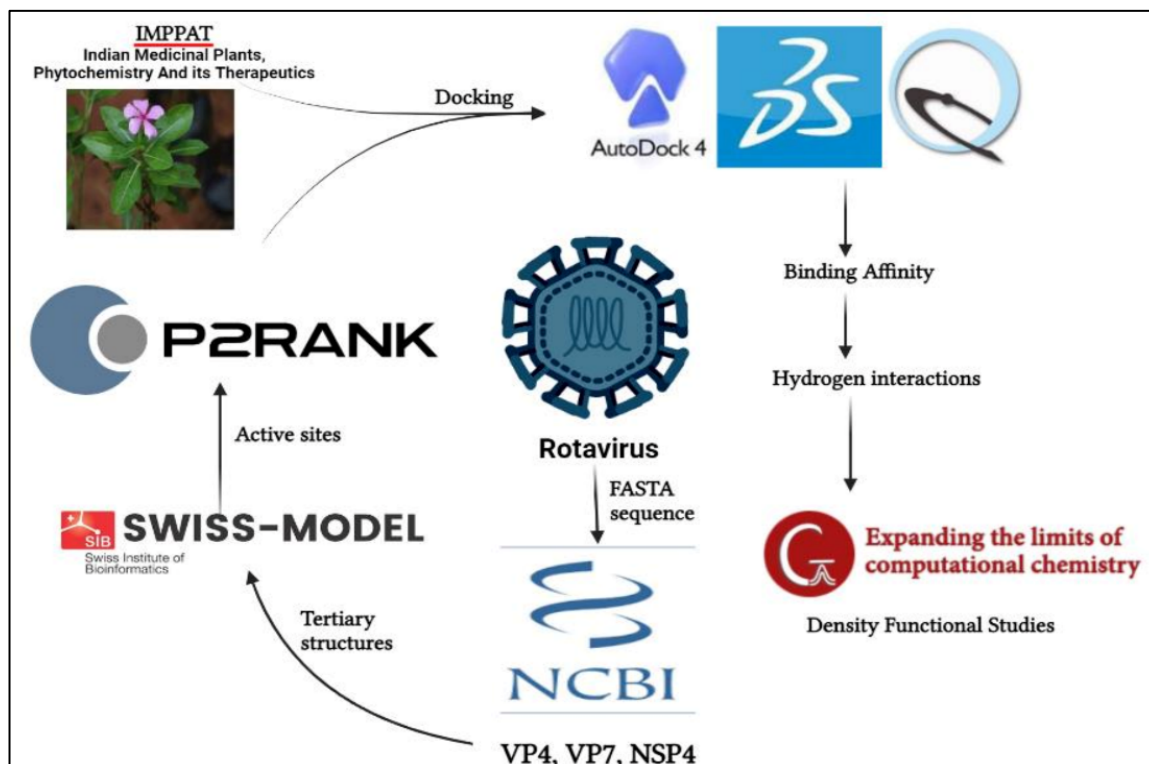 IMPPAT
Indian Medicinal Plants,
Phytochemistry And its Therapeutics
Docking
AutoDock 4
DS
Binding Affinity
Hydrogen interactions
P2RANK
Rotavirus
Active sites
FASTA
sequence
SIB
SWISS-MODEL
Swiss Institute of
Bioinformatics
Expanding the limits of
computational chemistry
Tertiary
structures
Density Functional Studies
NCBI
VP4, VP7, NSP4